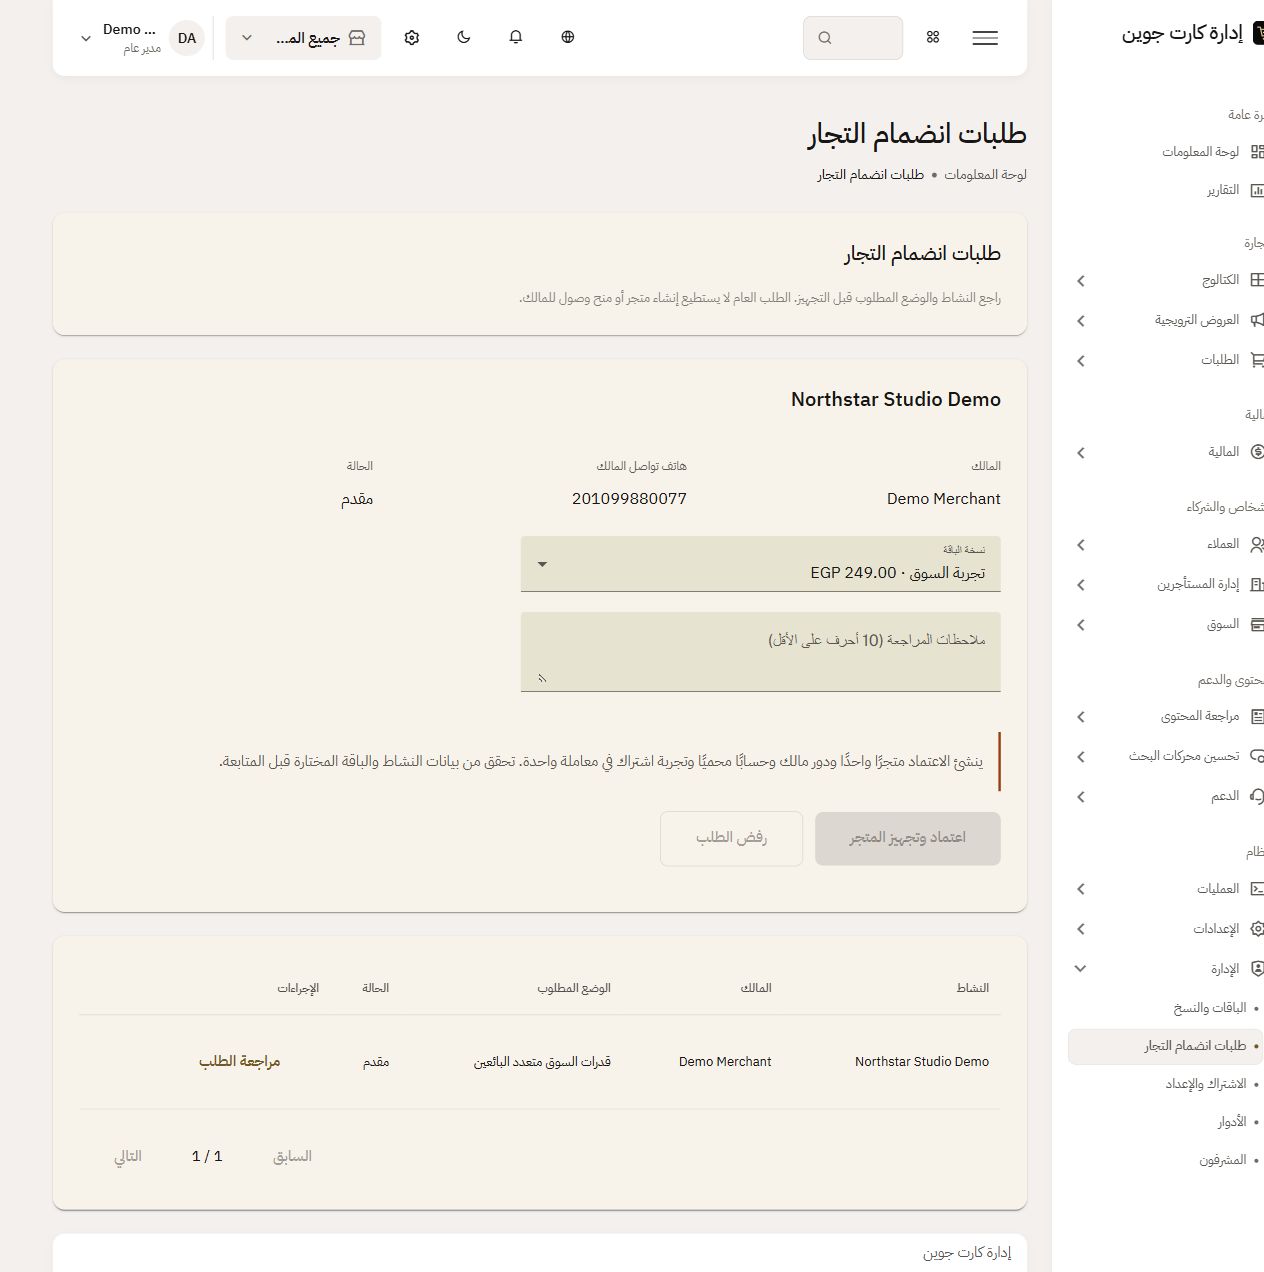 إدارة كارت جوين
لوحة المعلومات
التقارير
الكتالوج
العروض الترويجية
الطلبات
المالية
العملاء
إدارة المستأجرين
السوق
مراجعة المحتوى
تحسين محركات البحث
الدعم
العمليات
الإعدادات
الإدارة
الباقات والنسخ
طلبات انضمام التجار
الاشتراك والإعداد
الأدوار
المشرفون
جميع الم...
DA
Demo ...
مدير عام
طلبات انضمام التجار
لوحة المعلومات • طلبات انضمام التجار
طلبات انضمام التجار
راجع النشاط والوضع المطلوب قبل التجهيز. الطلب العام لا يستطيع إنشاء متجر أو منح وصول للمالك.
Northstar Studio Demo
المالك هاتف تواصل المالك الحالة
Demo Merchant 201099880077 مقدم
نسخة الباقة
تجربة السوق · EGP 249.00
ملاحظات المراجعة (10 أحرف على الأقل)
ينشئ الاعتماد متجرًا واحدًا ودور مالك وحسابًا محميًا وتجربة اشتراك في معاملة واحدة. تحقق من بيانات النشاط والباقة المختارة قبل المتابعة.
اعتماد وتجهيز المتجر رفض الطلب
النشاط المالك الوضع المطلوب الحالة الإجراءات
Northstar Studio Demo Demo Merchant قدرات السوق متعدد البائعين مقدم مراجعة الطلب
السابق 1 / 1 التالي
إدارة كارت جوين